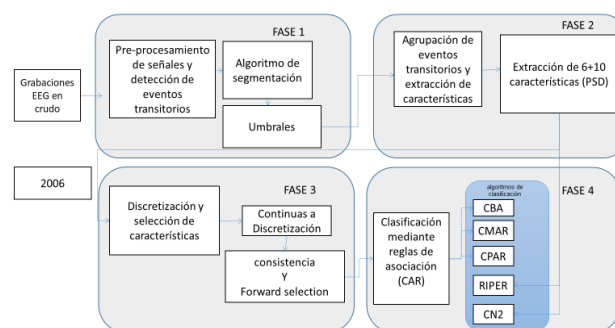 FASE 1
Pre-procesamiento
de señales y
detección de
eventos
transitorios
Algoritmo de
segmentación
Umbrales
Grabaciones
EEG en
crudo
FASE 2
Agrupación de
eventos
transitorios y
extracción de
características
Extracción de 6+10
características (PSD)
2006
FASE 3
Discretización y
selección de
características
Continuas a
Discretización
consistencia
Y
Forward selection
FASE 4
Clasificación
mediante
reglas de
asociación
(CAR)
algoritmos de
clasificación
CBA
CMAR
CPAR
RIPER
CN2